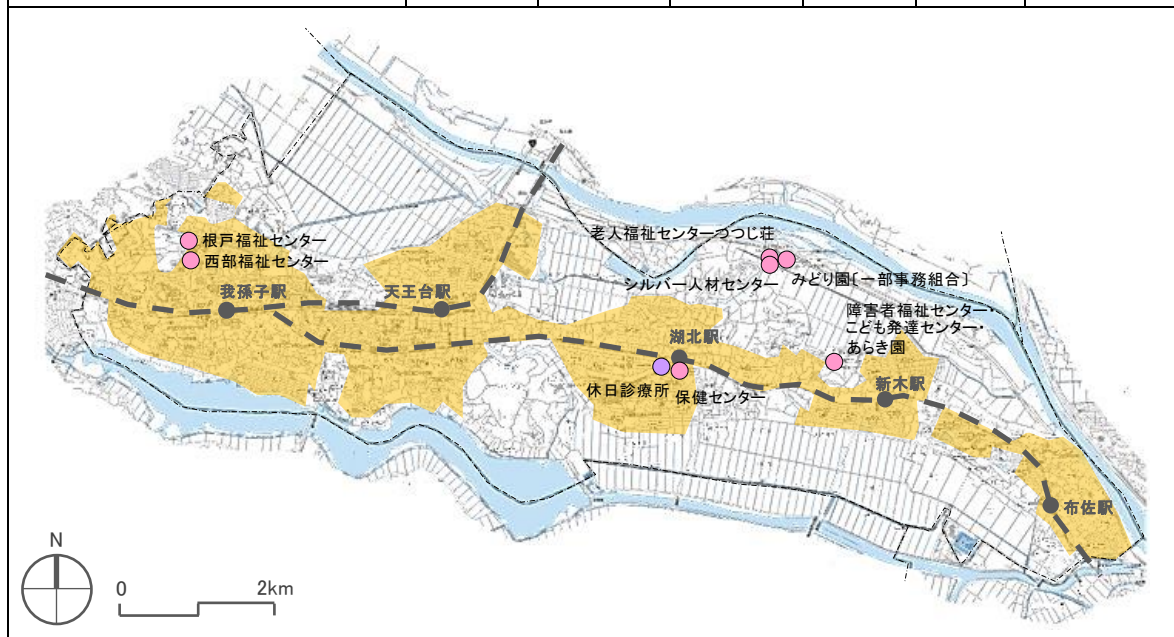 老人福祉センターつつじ荘
根戸福祉センター
西部福祉センター
シルバー人材センター
みどり園〔一部事務組合〕
我孫子駅
天王台駅
障害者福祉センター・
こども発達センター・
あらき園
湖北駅
休日診療所
保健センター
新木駅
布佐駅
N
0
2km